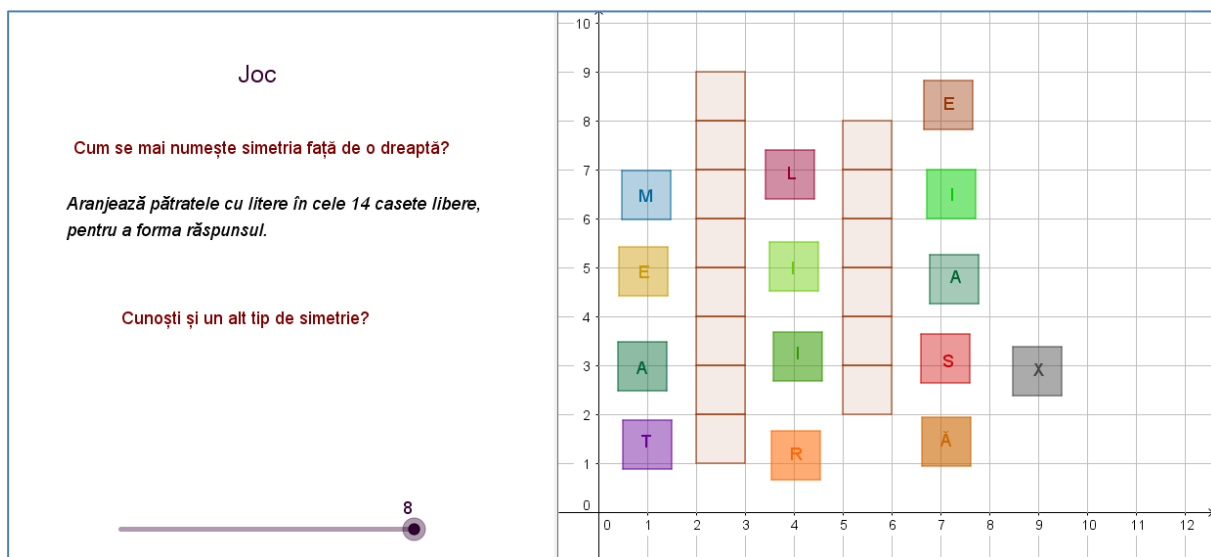 Joc
Cum se mai numește simetria față de o dreaptă?
Aranjează pătratele cu litere în cele 14 casete libere,
pentru a forma răspunsul.
Cunoști și un alt tip de simetrie?
8
10
9
8
7
6
5
4
3
2
1
0
0 1 2 3 4 5 6 7 8 9 10 11 12
E
L
M
I
E
I
A
A
I
S
X
T
R
Ă